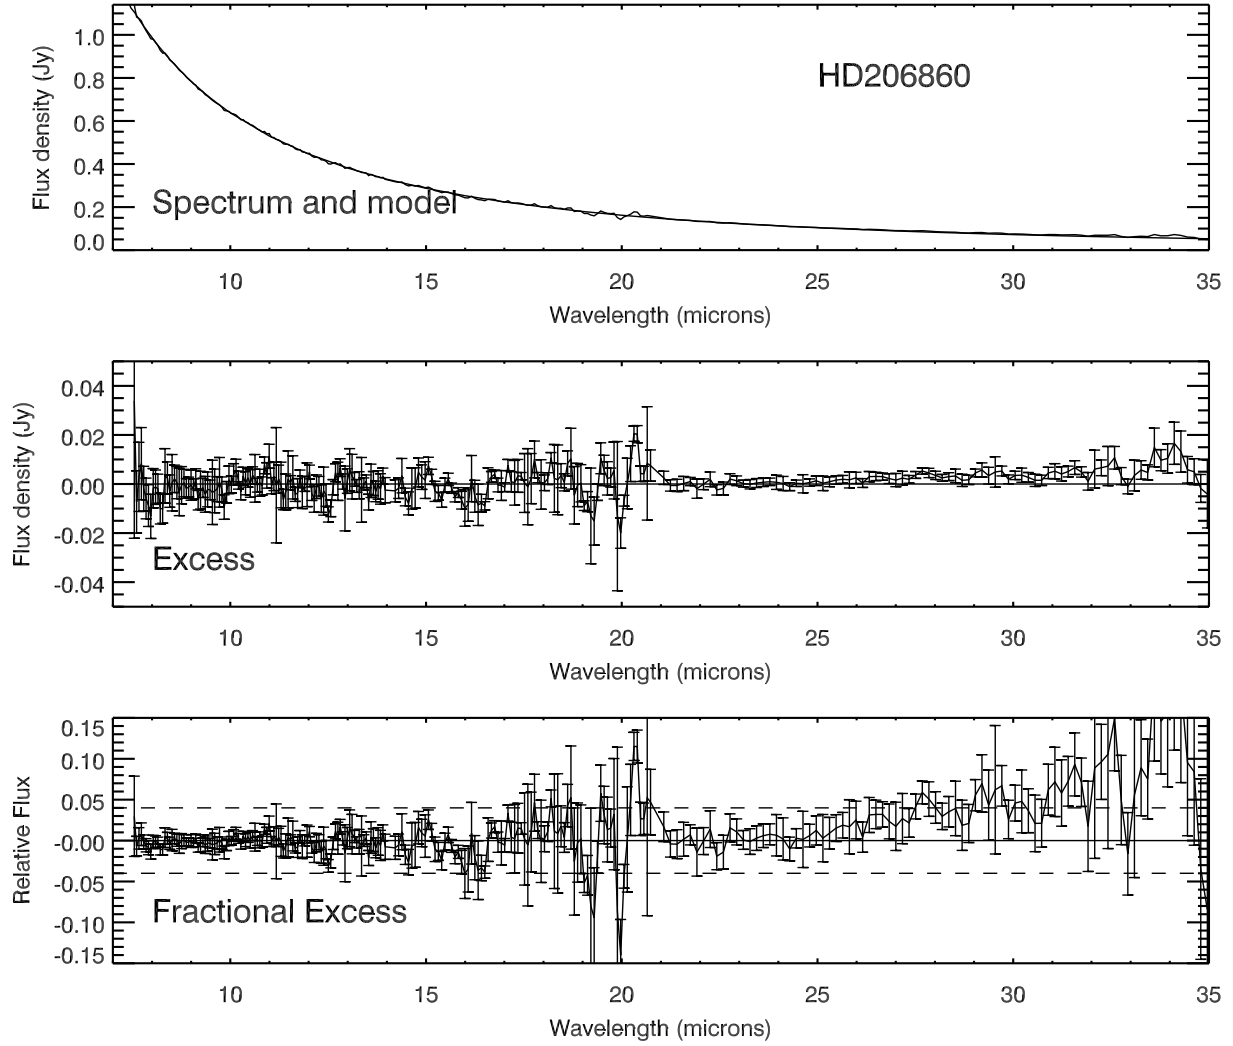 1.0
0.8
0.6
0.4
0.2
0.0
Flux density (Jy)
HD206860
Spectrum and model
10 15 20 25 30 35
Wavelength (microns)
0.04
0.02
0.00
-0.02
-0.04
Flux density (Jy)
Excess
10 15 20 25 30 35
Wavelength (microns)
0.15
0.10
0.05
-0.00
-0.05
-0.10
-0.15
Relative Flux
Fractional Excess
10 15 20 25 30 35
Wavelength (microns)